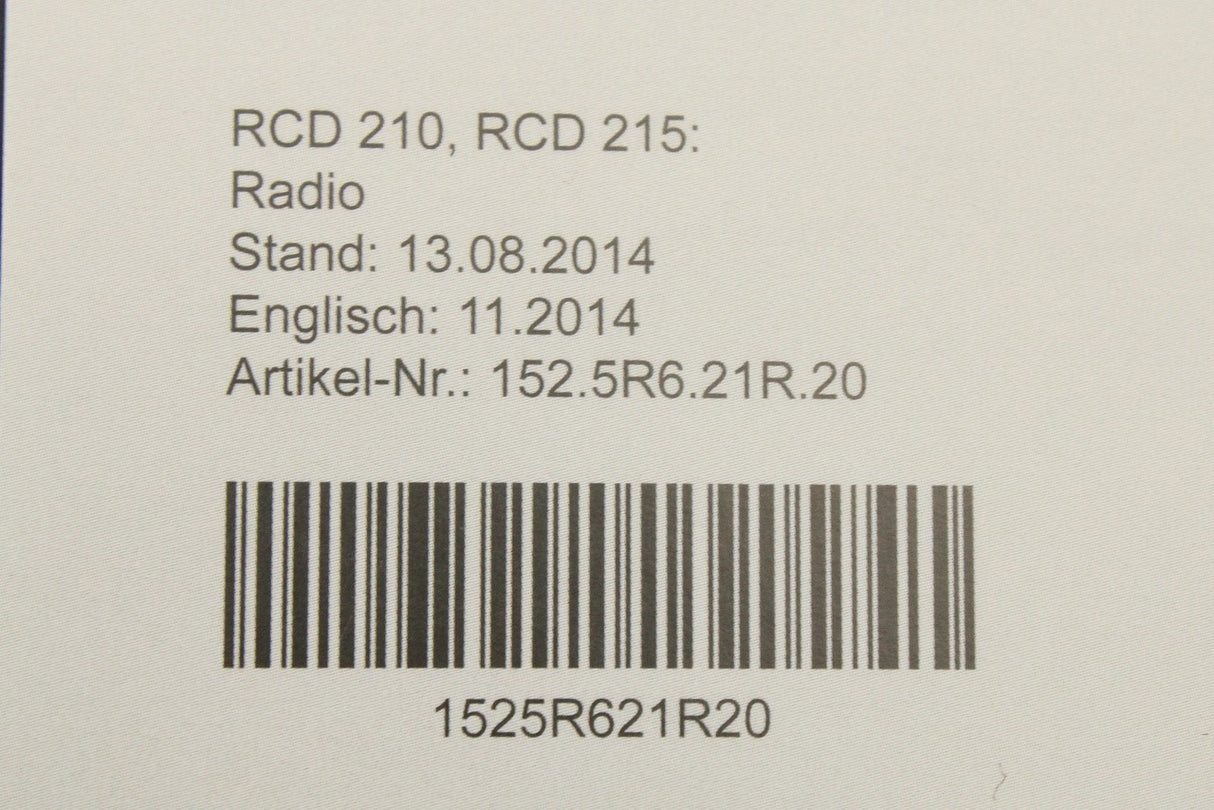 RCD 210, RCD 215:
Radio
Stand: 13.08.2014
Englisch: 11.2014
Artikel-Nr.: 152.5R6.21R.20
1525R621R20